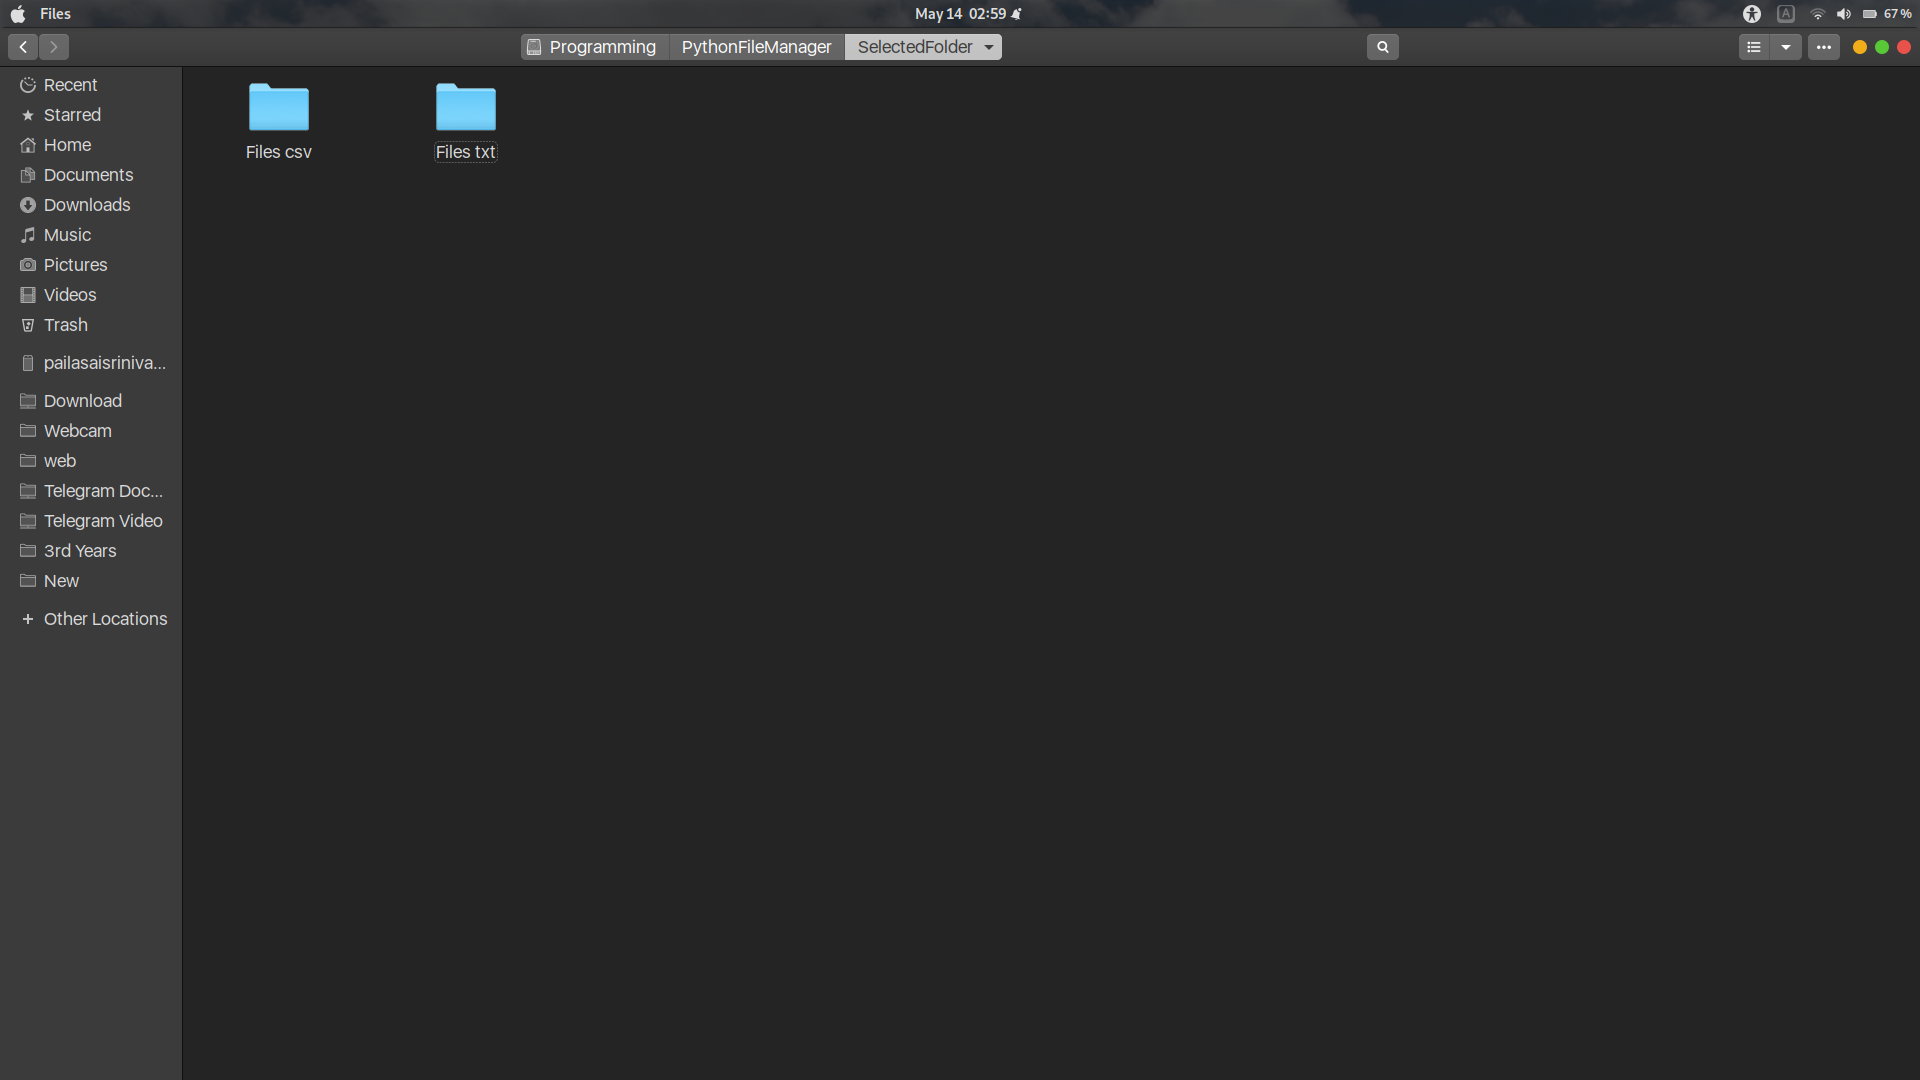 Files
May 14 02:59
A
67 %
Programming
PythonFileManager
SelectedFolder
Recent
Starred
Home
Documents
Downloads
Music
Pictures
Videos
Trash
pailasaisriniva...
Download
Webcam
web
Telegram Doc...
Telegram Video
3rd Years
New
Other Locations
Files csv
Files txt